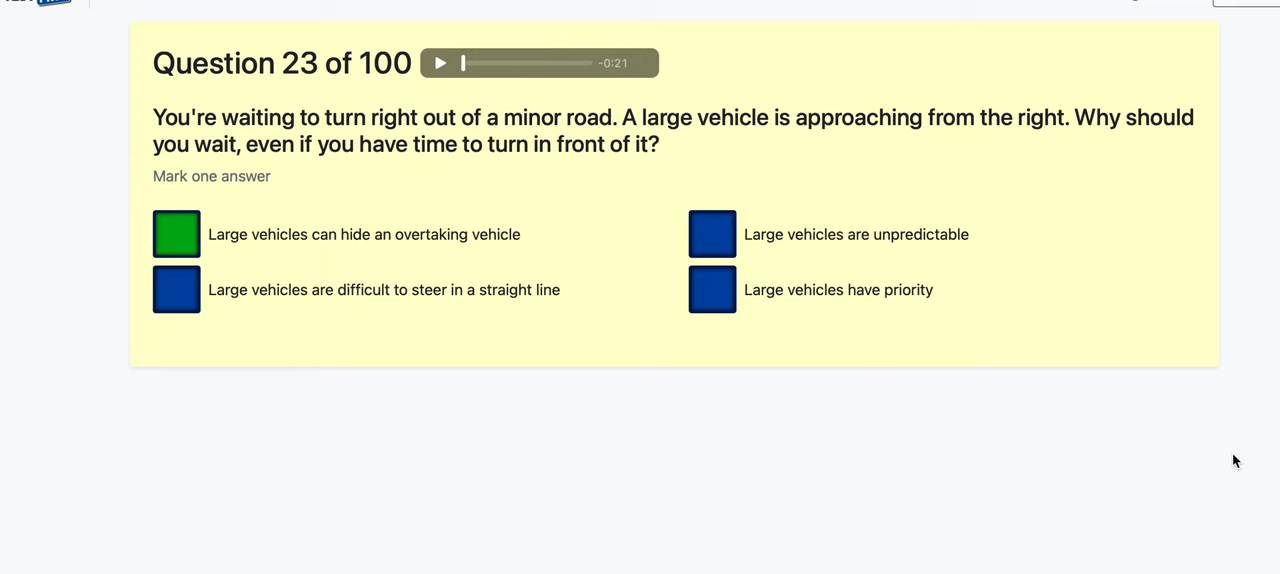 Question 23 of 100
-0:21
You're waiting to turn right out of a minor road. A large vehicle is approaching from the right. Why should
you wait, even if you have time to turn in front of it?
Mark one answer
Large vehicles can hide an overtaking vehicle
Large vehicles are unpredictable
Large vehicles are difficult to steer in a straight line
Large vehicles have priority